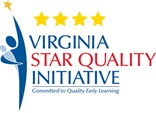 VIRGINIA
STAR QUALITY
INITIATIVE
Committed to Quality Early Learning